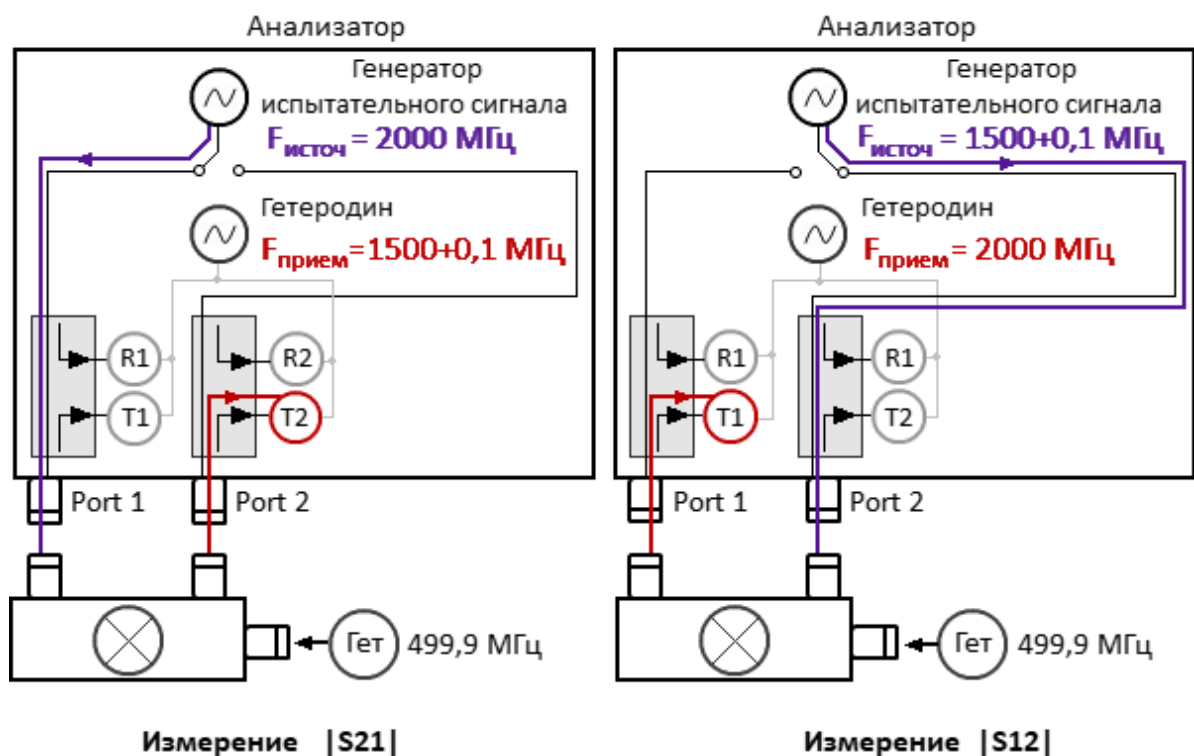 Анализатор
Генератор
испытательного сигнала
Fисточ = 2000 МГц
Гетеродин
Fприем=1500+0,1 МГц
R1
R2
T1
T2
Port 1
Port 2
Гет
499,9 МГц
Измерение |S21|
Анализатор
Генератор
испытательного сигнала
Fисточ = 1500+0,1 МГц
Гетеродин
Fприем= 2000 МГц
R1
R1
T1
T2
Port 1
Port 2
Гет
499,9 МГц
Измерение |S12|